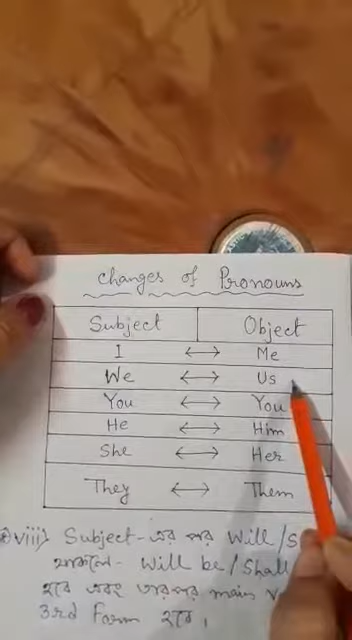 Changes of Pronouns
Subject Object
I ↔ Me
We ↔ Us
You ↔ You
He ↔ Him
She ↔ Her
They ↔ Them
viii) Subject-এর পর Will/S
থাকলে- Will be/Shall
হবে এবং তারপর main v
3rd Form হবে।